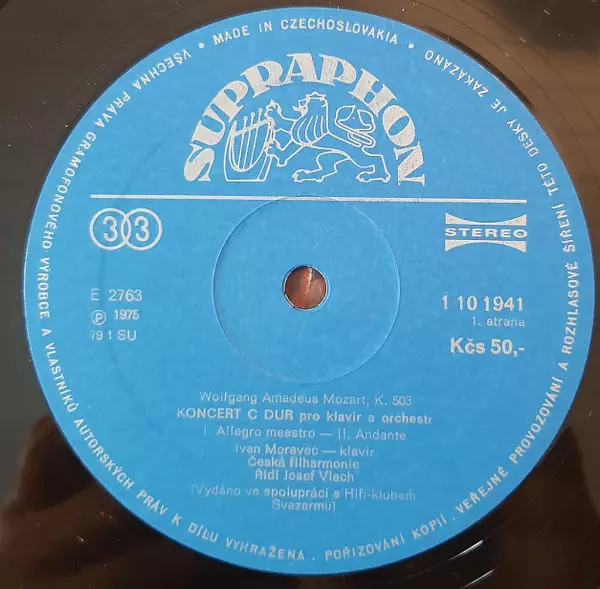 MADE IN CZECHOSLOVAKIA • VŠECHNA PRÁVA GRAMOFONOVÉHO VÝROBCE A VLASTNÍKŮ AUTORSKÝCH PRÁV K DÍLU VYHRAŽENA. POŘIZOVÁNÍ KOPIÍ, VEŘEJNÉ PROVOZOVÁNÍ A ROZHLASOVÉ ŠÍŘENÍ TÉTO DESKY JE ZAKÁZÁNO •
SUPRAPHON
33
STEREO
E 2763
Ⓟ 1975
79 1 SU
1 10 1941
1. strana
Kčs 50,-
Wolfgang Amadeus Mozart, K. 503
KONCERT C DUR pro klavír a orchestr
I. Allegro meastro — II. Andante
Ivan Moravec — klavír
Česká filharmonie
Řídí Josef Vlach
(Vydáno ve spolupráci s Hifi-klubem
Svazarmu)